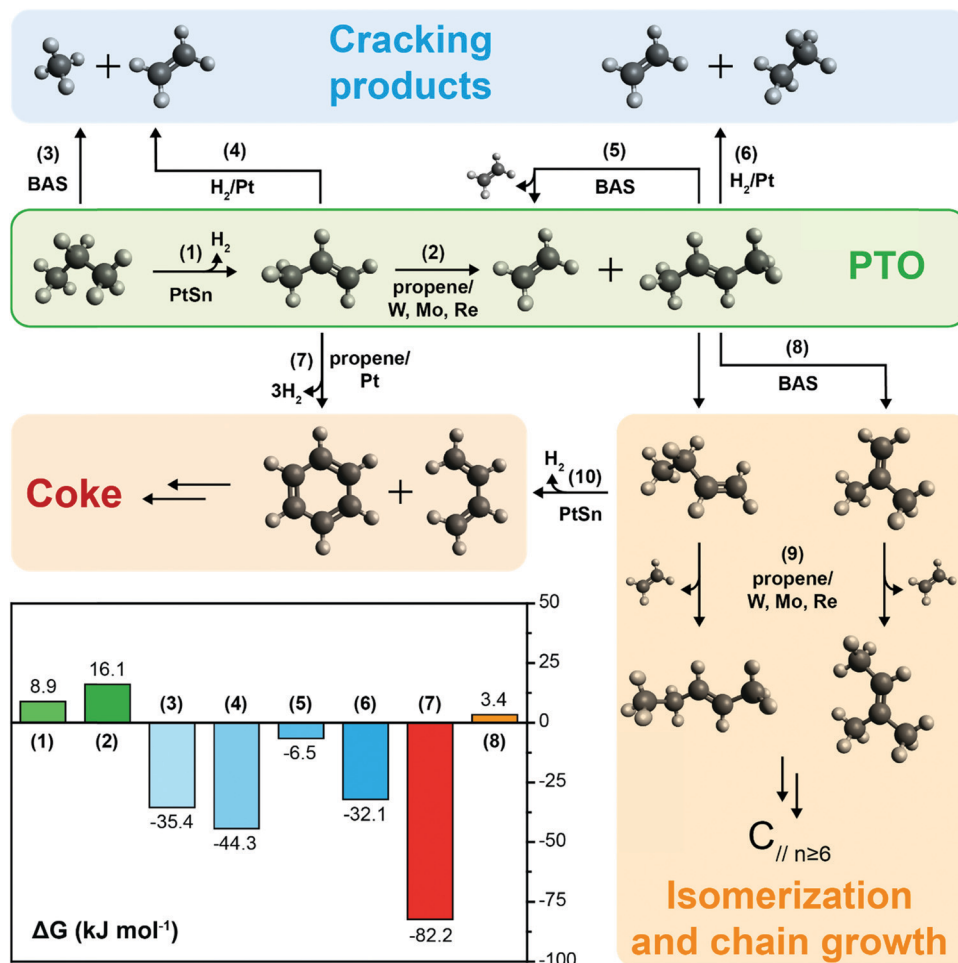 Cracking
products
+
+
(3)
BAS
(4)
H₂/Pt
(5)
BAS
(6)
H₂/Pt
(1)
H₂
PtSn
(2)
propene/
W, Mo, Re
+
PTO
(7)
propene/
Pt
3H₂
(8)
BAS
Coke
+
H₂
(10)
PtSn
(9)
propene/
W, Mo, Re
C// n≥6
Isomerization
and chain growth
50
25
0
-25
-50
-75
-100
8.9
16.1
(3)
(4)
(5)
(6)
(7)
3.4
(1)
(2)
(8)
-35.4
-44.3
-6.5
-32.1
-82.2
ΔG (kJ mol⁻¹)